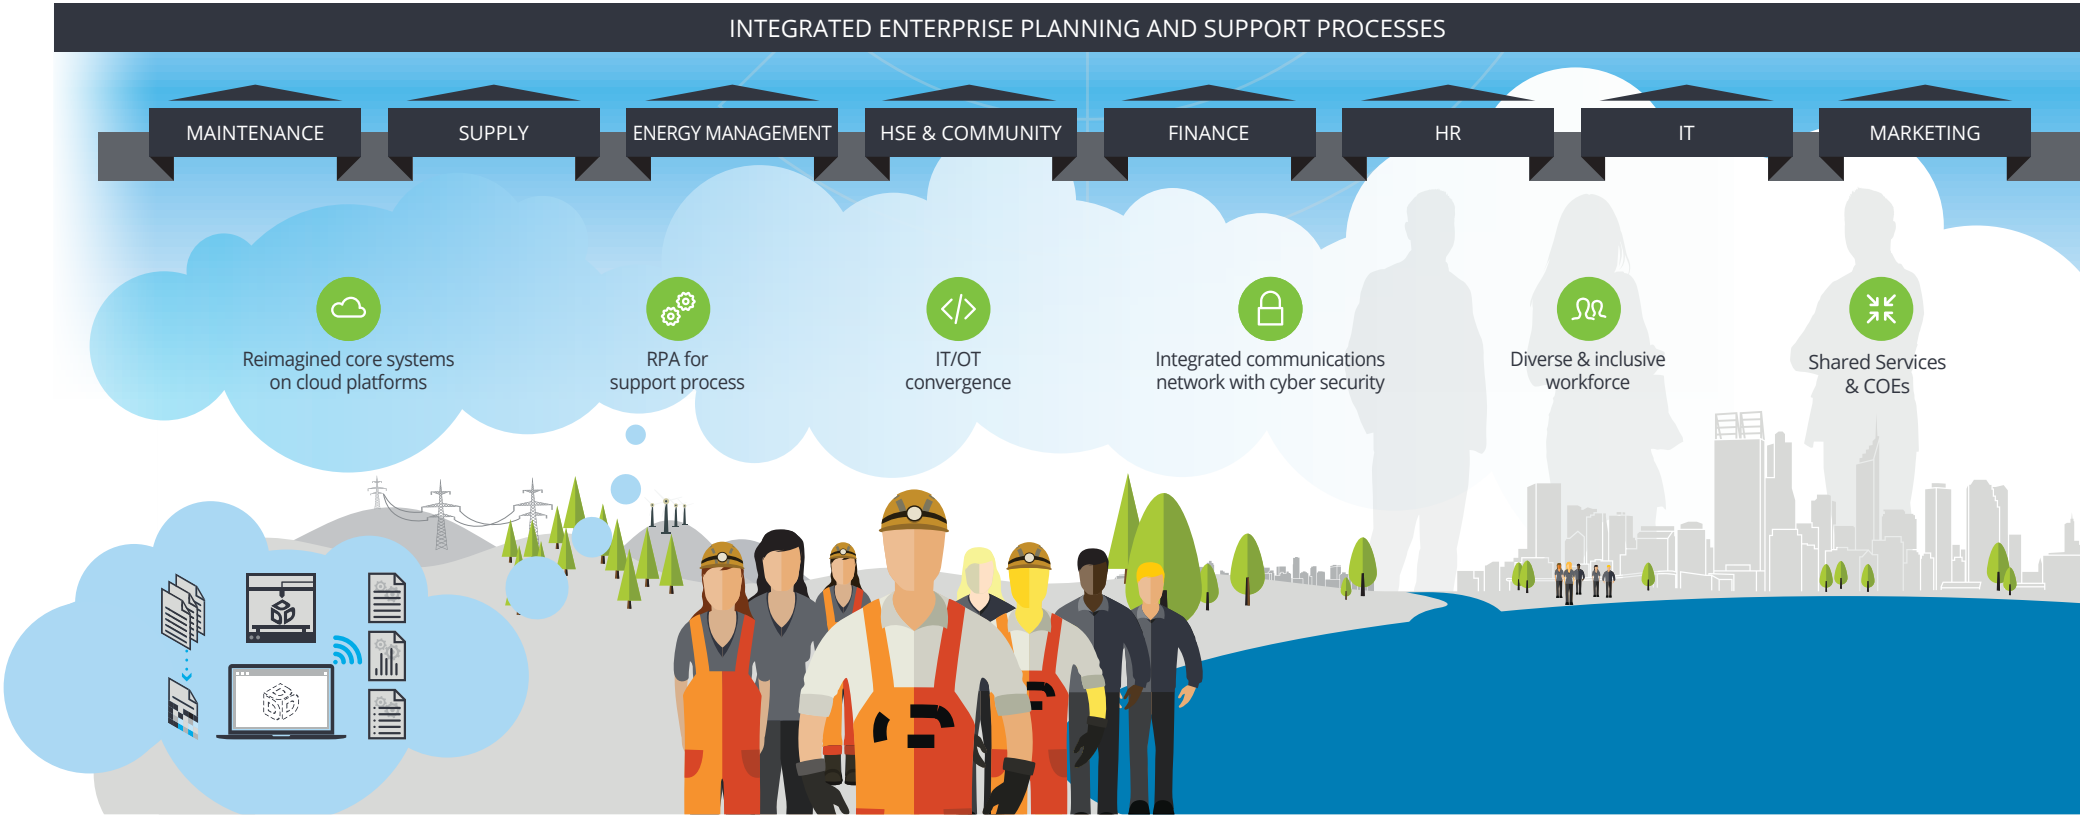 INTEGRATED ENTERPRISE PLANNING AND SUPPORT PROCESSES
MAINTENANCE
SUPPLY
ENERGY MANAGEMENT
HSE & COMMUNITY
FINANCE
HR
IT
MARKETING
Reimagined core systems
on cloud platforms
RPA for
support process
IT/OT
convergence
Integrated communications
network with cyber security
Diverse & inclusive
workforce
Shared Services
& COEs